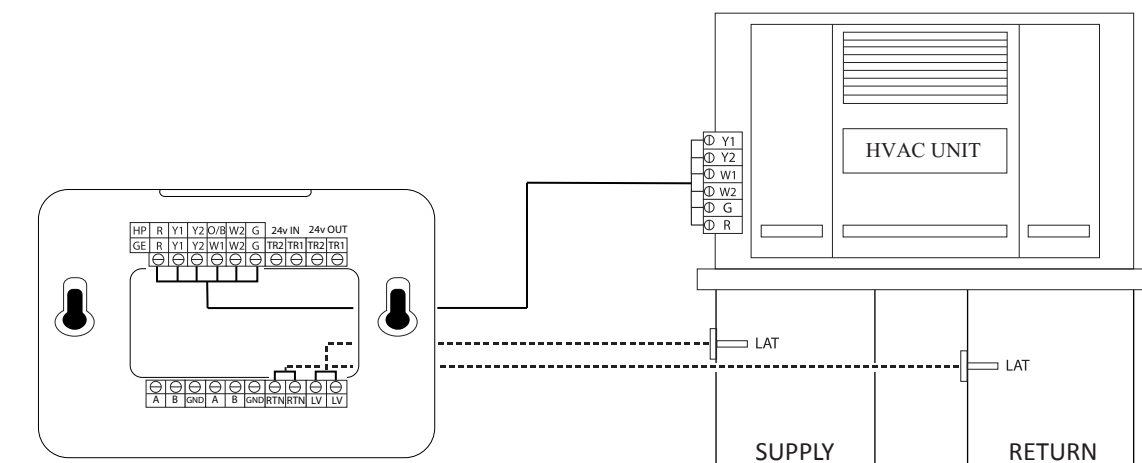 HVAC UNIT
Y1
Y2
W1
W2
G
R
HP R Y1 Y2 O/B W2 G 24v IN 24v OUT
GE R Y1 Y2 W1 W2 G TR2 TR1 TR2 TR1
LAT
LAT
A B GND A B GND RTN RTN LV LV
SUPPLY RETURN